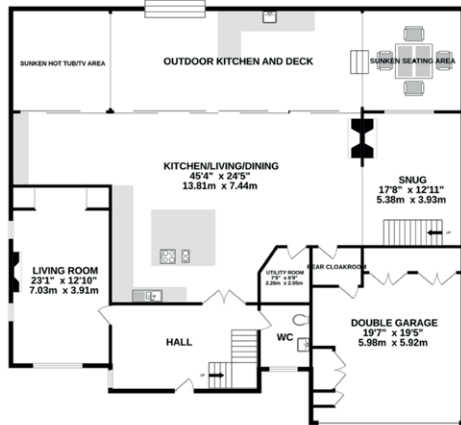 SUNKEN HOT TUB/TV AREA
OUTDOOR KITCHEN AND DECK
SUNKEN SEATING AREA
KITCHEN/LIVING/DINING
45'4" x 24'5"
13.81m x 7.44m
SNUG
17'8" x 12'11"
5.38m x 3.93m
UP
LIVING ROOM
23'1" x 12'10"
7.03m x 3.91m
UTILITY ROOM
REAR CLOAKROOM
DOUBLE GARAGE
19'7" x 19'5"
5.98m x 5.92m
HALL
WC
UP